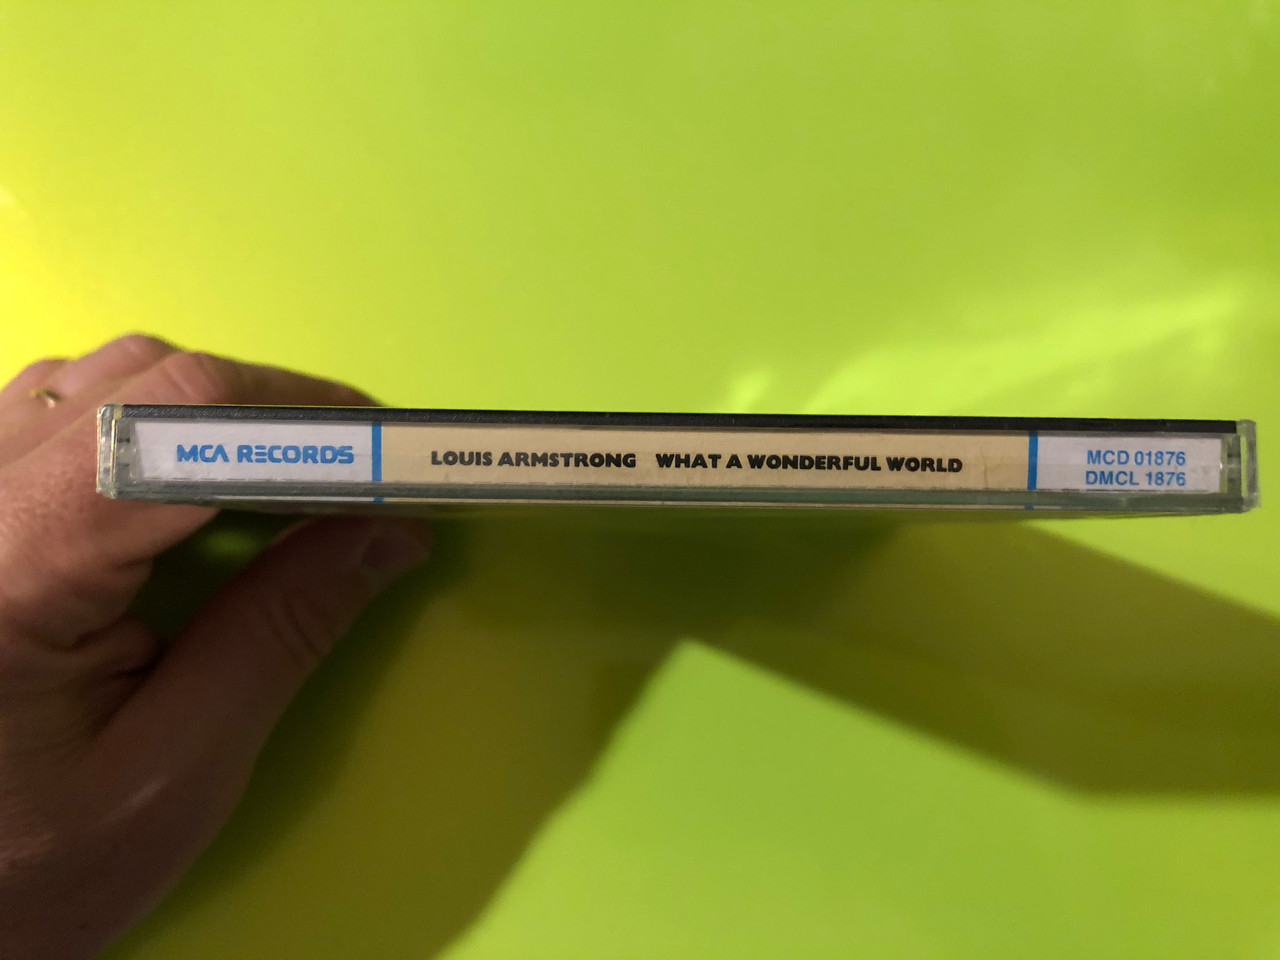 MCA RECORDS
LOUIS ARMSTRONG WHAT A WONDERFUL WORLD
MCD 01876
DMCL 1876